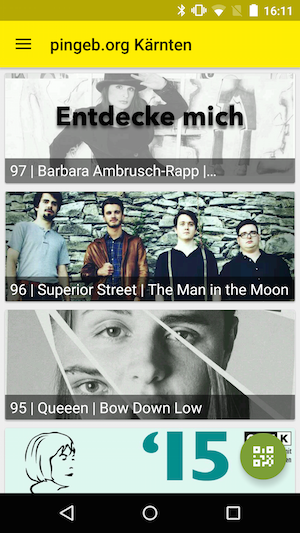 16:11
pingeb.org Kärnten
Entdecke mich
97 | Barbara Ambrusch-Rapp |...
96 | Superior Street | The Man in the Moon
95 | Queeen | Bow Down Low
'15